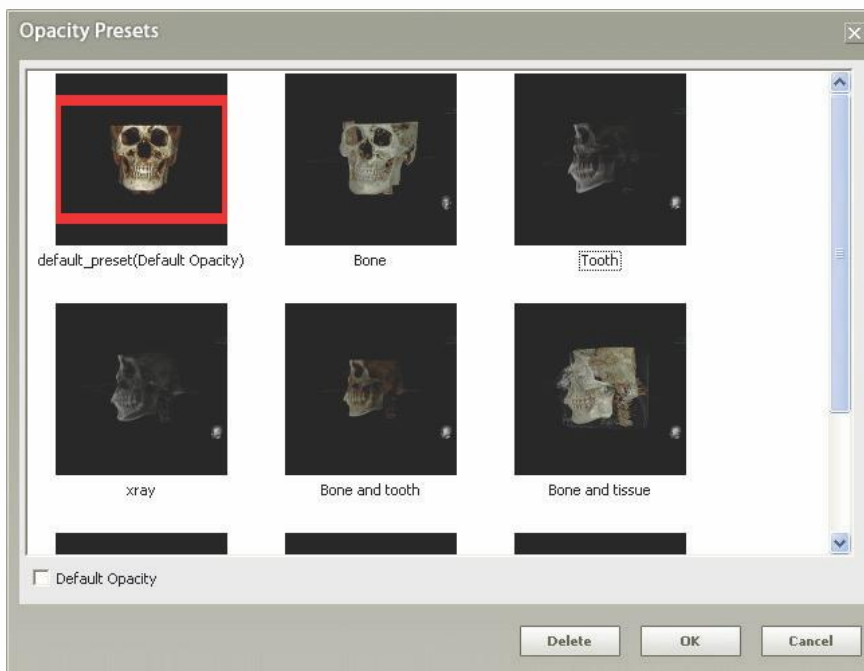 Opacity Presets
default_preset(Default Opacity)
Bone
Tooth
xray
Bone and tooth
Bone and tissue
Default Opacity
Delete
OK
Cancel